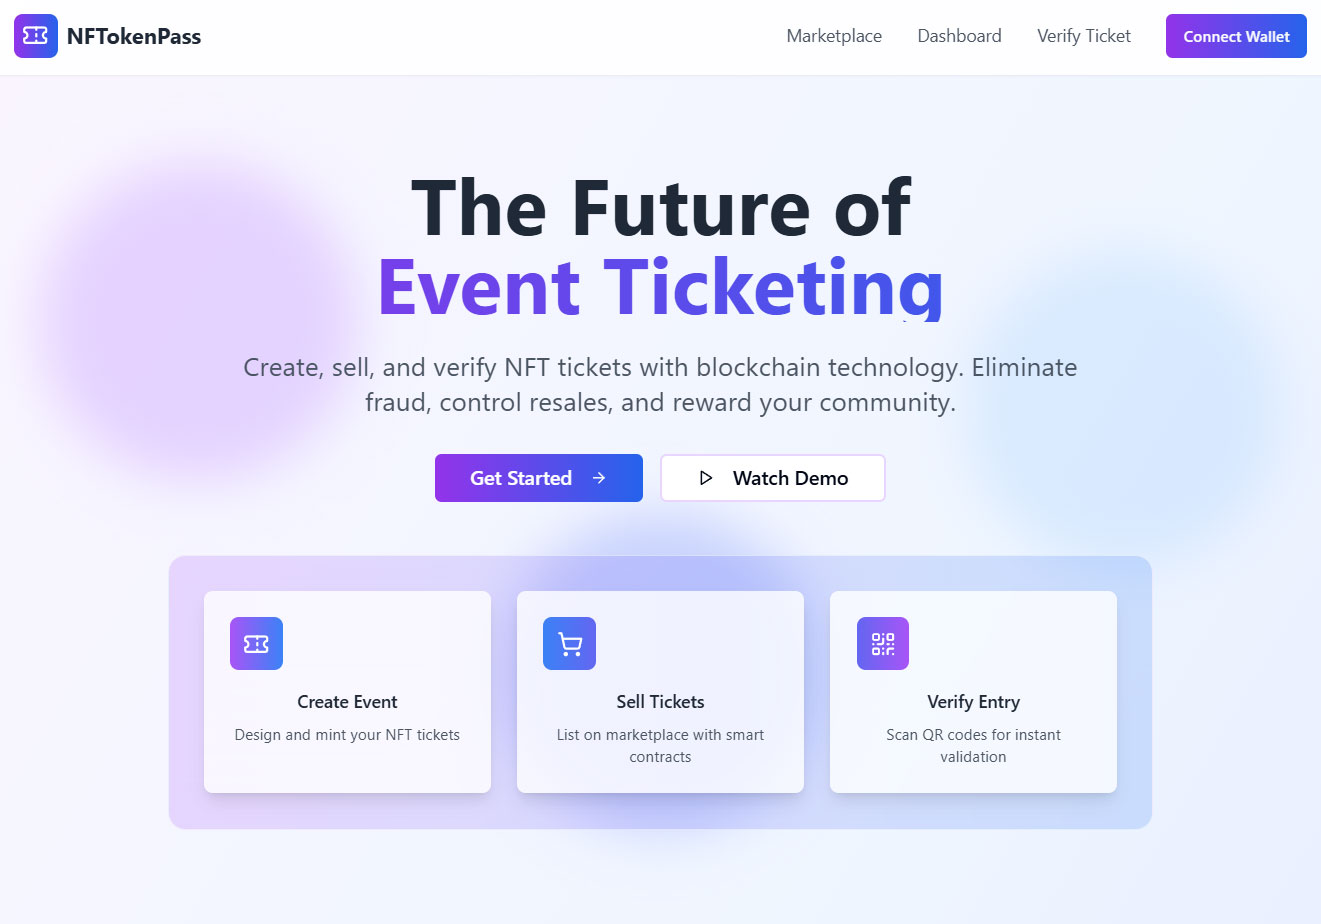 NFTokenPass
Marketplace
Dashboard
Verify Ticket
Connect Wallet
The Future of
Event Ticketing
Create, sell, and verify NFT tickets with blockchain technology. Eliminate
fraud, control resales, and reward your community.
Get Started
Watch Demo
Create Event
Design and mint your NFT tickets
Sell Tickets
List on marketplace with smart
contracts
Verify Entry
Scan QR codes for instant
validation